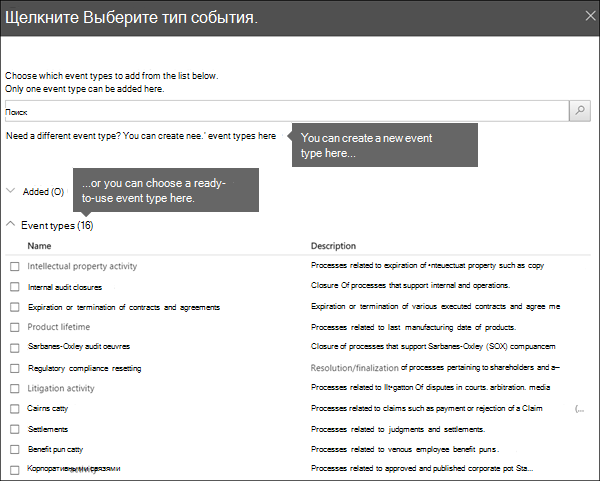 Щелкните Выберите тип события.
Choose which event types to add from the list below.
Only one event type can be added here.
Поиск
Need a different event type? You can create nee.' event types here
You can create a new event
type here...
Added (O)
...or you can choose a ready-
to-use event type here.
Event types (16)
Name Description
Intellectual property activity Processes related to expiration of •nteuectuat property such as copy
Internal audit closures Closure Of processes that support internal and operations.
Expiration or termination of contracts and agreements Expiration or termination of various executed contracts and agree me
Product lifetime Processes related to last manufacturing date of products.
Sarbanes-Oxley audit oeuvres Closure of processes that support Sarbanes-Oxley (SOX) compuancem
Regulatory compliance resetting Resolution/finalization of processes pertaining to shareholders and a—
Litigation activity Processes related to Ill•gatton Of disputes in courts. arbitration. media
Cairns catty Processes related to claims such as payment or rejection of a Claim (...
Settlements Processes related to judgments and settlements.
Benefit pun catty Processes related to venous employee benefit puns.
Корпоративными связями Processes related to approved and published corporate pot Sta...